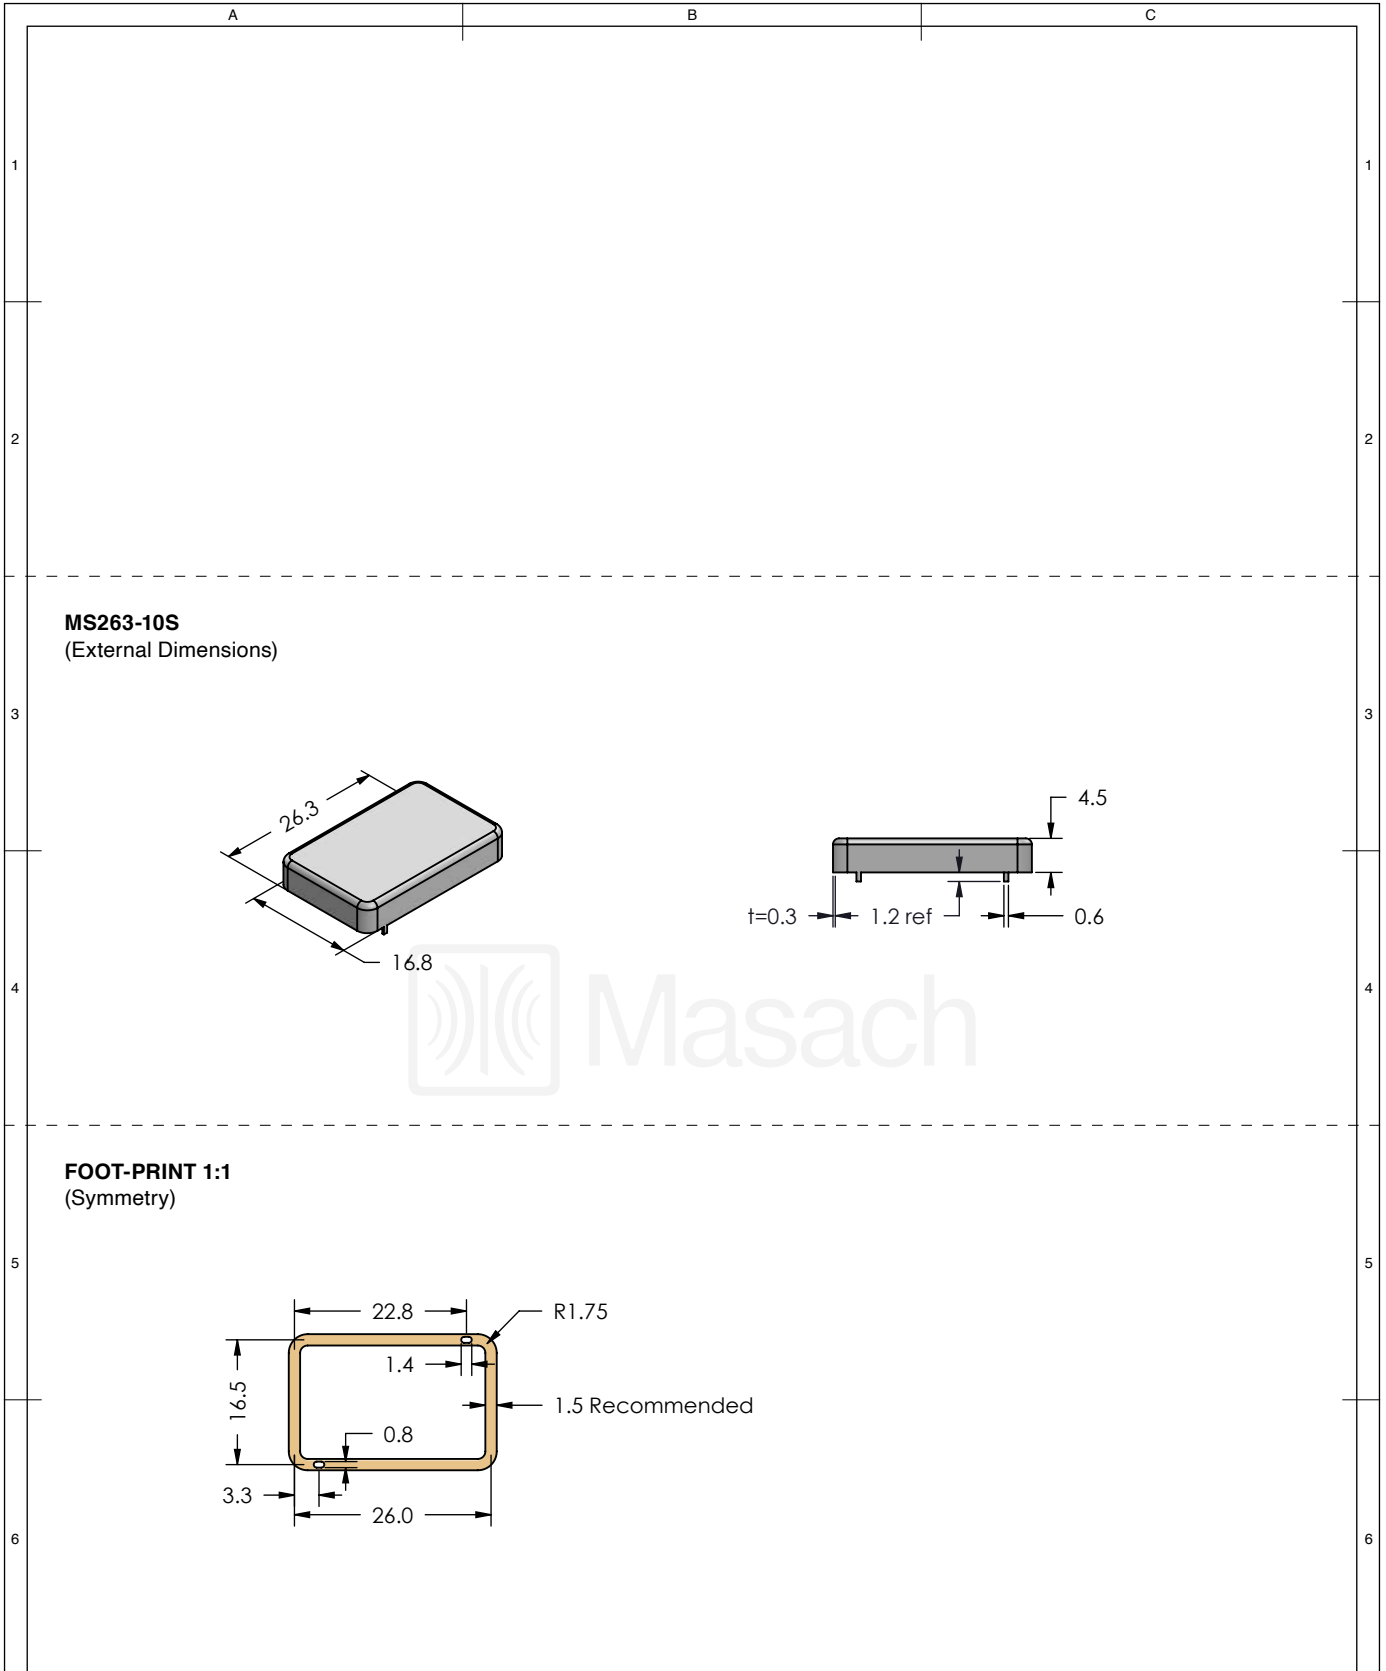 A B C
1 1
2 2
MS263-10S
(External Dimensions)
3 3
26.3
4.5
t=0.3 1.2 ref 0.6
16.8
4 4
Masach
FOOT-PRINT 1:1
(Symmetry)
5 5
22.8 R1.75
1.4
16.5
1.5 Recommended
0.8
3.3
26.0
6 6